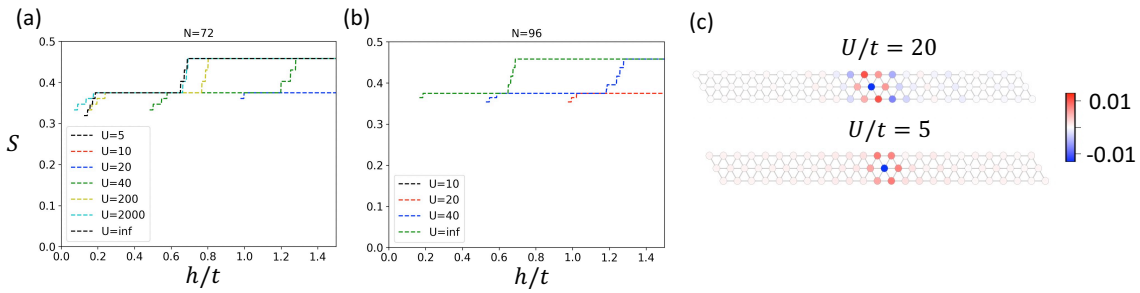 (a)
N=72
S
0.5
0.4
0.3
0.2
0.1
0.0
U=5
U=10
U=20
U=40
U=200
U=2000
U=inf
0.0 0.2 0.4 0.6 0.8 1.0 1.2 1.4
h/t
(b)
N=96
0.5
0.4
0.3
0.2
0.1
0.0
U=10
U=20
U=40
U=inf
0.0 0.2 0.4 0.6 0.8 1.0 1.2 1.4
h/t
(c)
U/t = 20
U/t = 5
0.01
-0.01